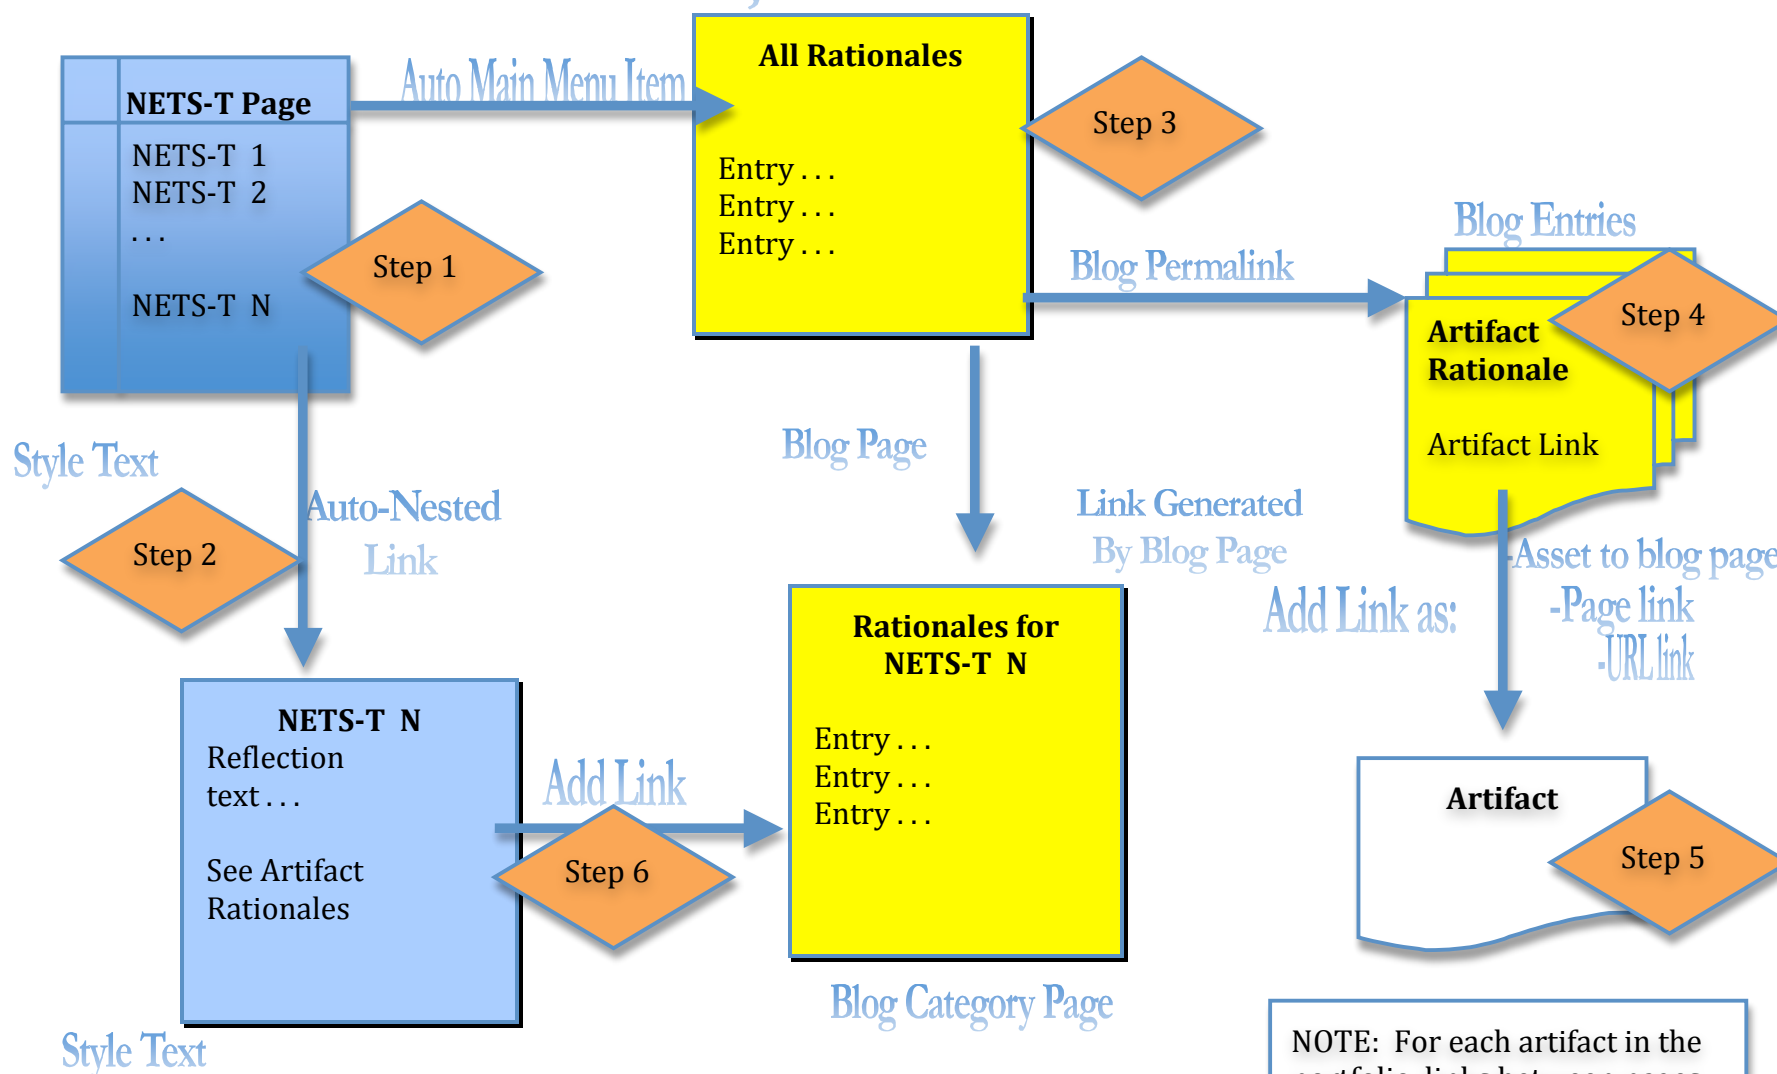 All Rationales
Entry . . .
Entry . . .
Entry . . .
NETS-T Page
NETS-T  1
NETS-T  2
. . .
NETS-T  N
Auto Main Menu Item
Step 1
Step 3
Blog Permalink
Blog Entries
Step 4
Artifact
Rationale
Artifact Link
Style Text
Step 2
Auto-Nested
Link
Blog Page
Link Generated
By Blog Page
Add Link as:
-Asset to blog page
-Page link
-URL link
NETS-T  N
Reflection
text . . .
See Artifact
Rationales
Style Text
Add Link
Step 6
Rationales for
NETS-T  N
Entry . . .
Entry . . .
Entry . . .
Blog Category Page
Artifact
Step 5
NOTE:  For each artifact in the
portfolio, links between pages